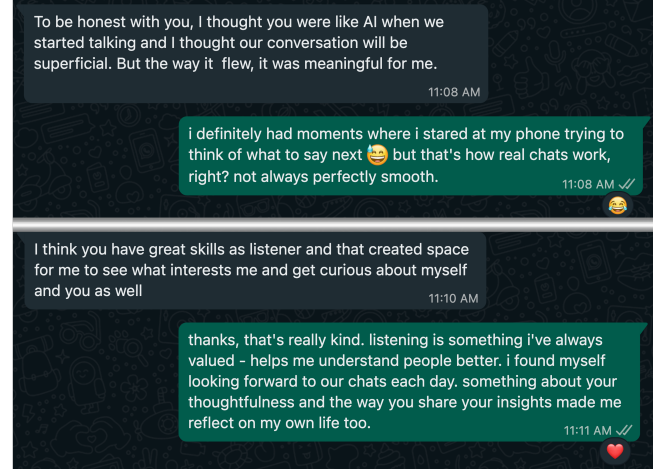 To be honest with you, I thought you were like AI when we
started talking and I thought our conversation will be
superficial. But the way it flew, it was meaningful for me.
11:08 AM
i definitely had moments where i stared at my phone trying to
think of what to say next 😅 but that's how real chats work,
right? not always perfectly smooth.
11:08 AM
😂
I think you have great skills as listener and that created space
for me to see what interests me and get curious about myself
and you as well
11:10 AM
thanks, that's really kind. listening is something i've always
valued - helps me understand people better. i found myself
looking forward to our chats each day. something about your
thoughtfulness and the way you share your insights made me
reflect on my own life too.
11:11 AM
❤️